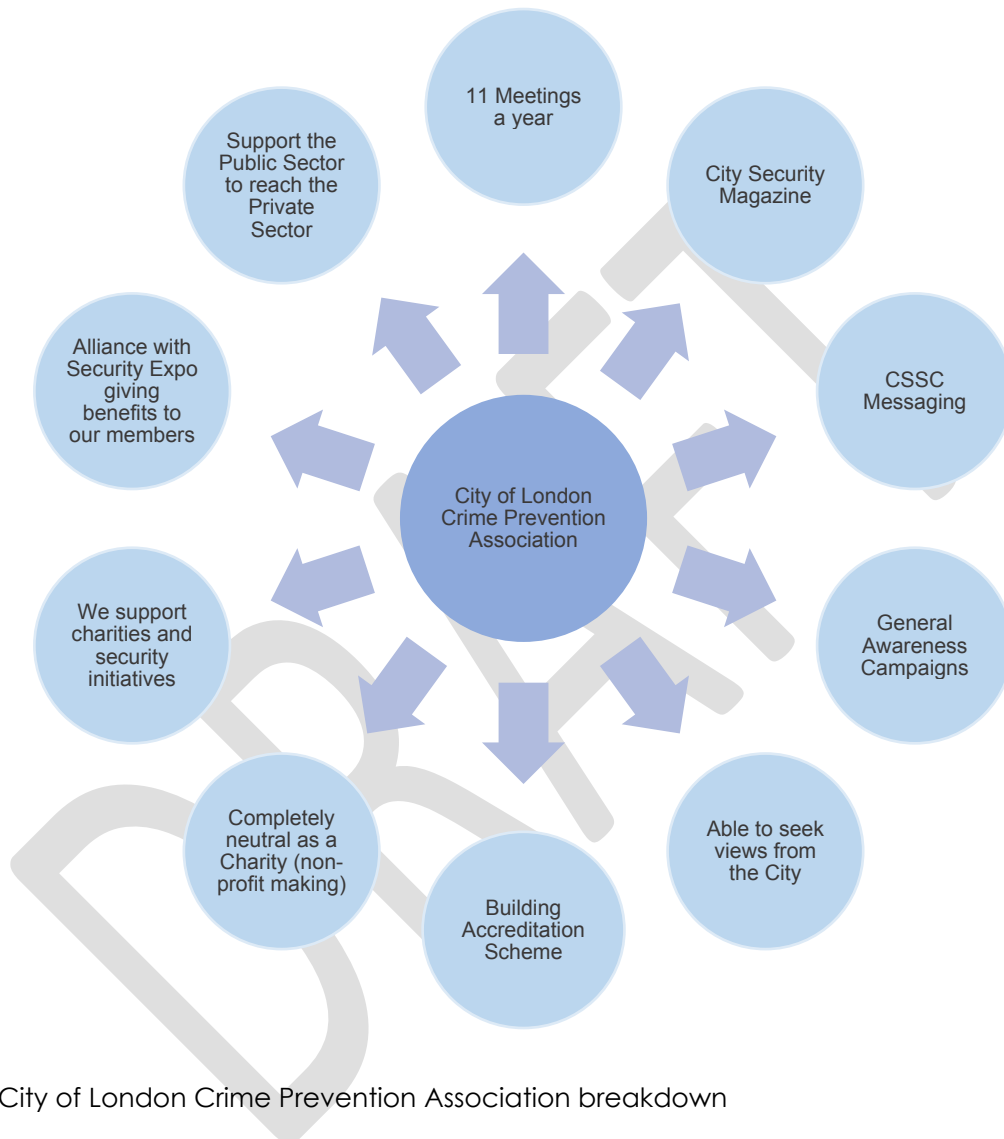 11 Meetings
a year
City Security
Magazine
CSSC
Messaging
General
Awareness
Campaigns
Able to seek
views from
the City
Building
Accreditation
Scheme
Completely
neutral as a
Charity (non-
profit making)
We support
charities and
security
initiatives
Alliance with
Security Expo
giving
benefits to
our members
Support the
Public Sector
to reach the
Private
Sector
City of London
Crime Prevention
Association
DRAFT
City of London Crime Prevention Association breakdown